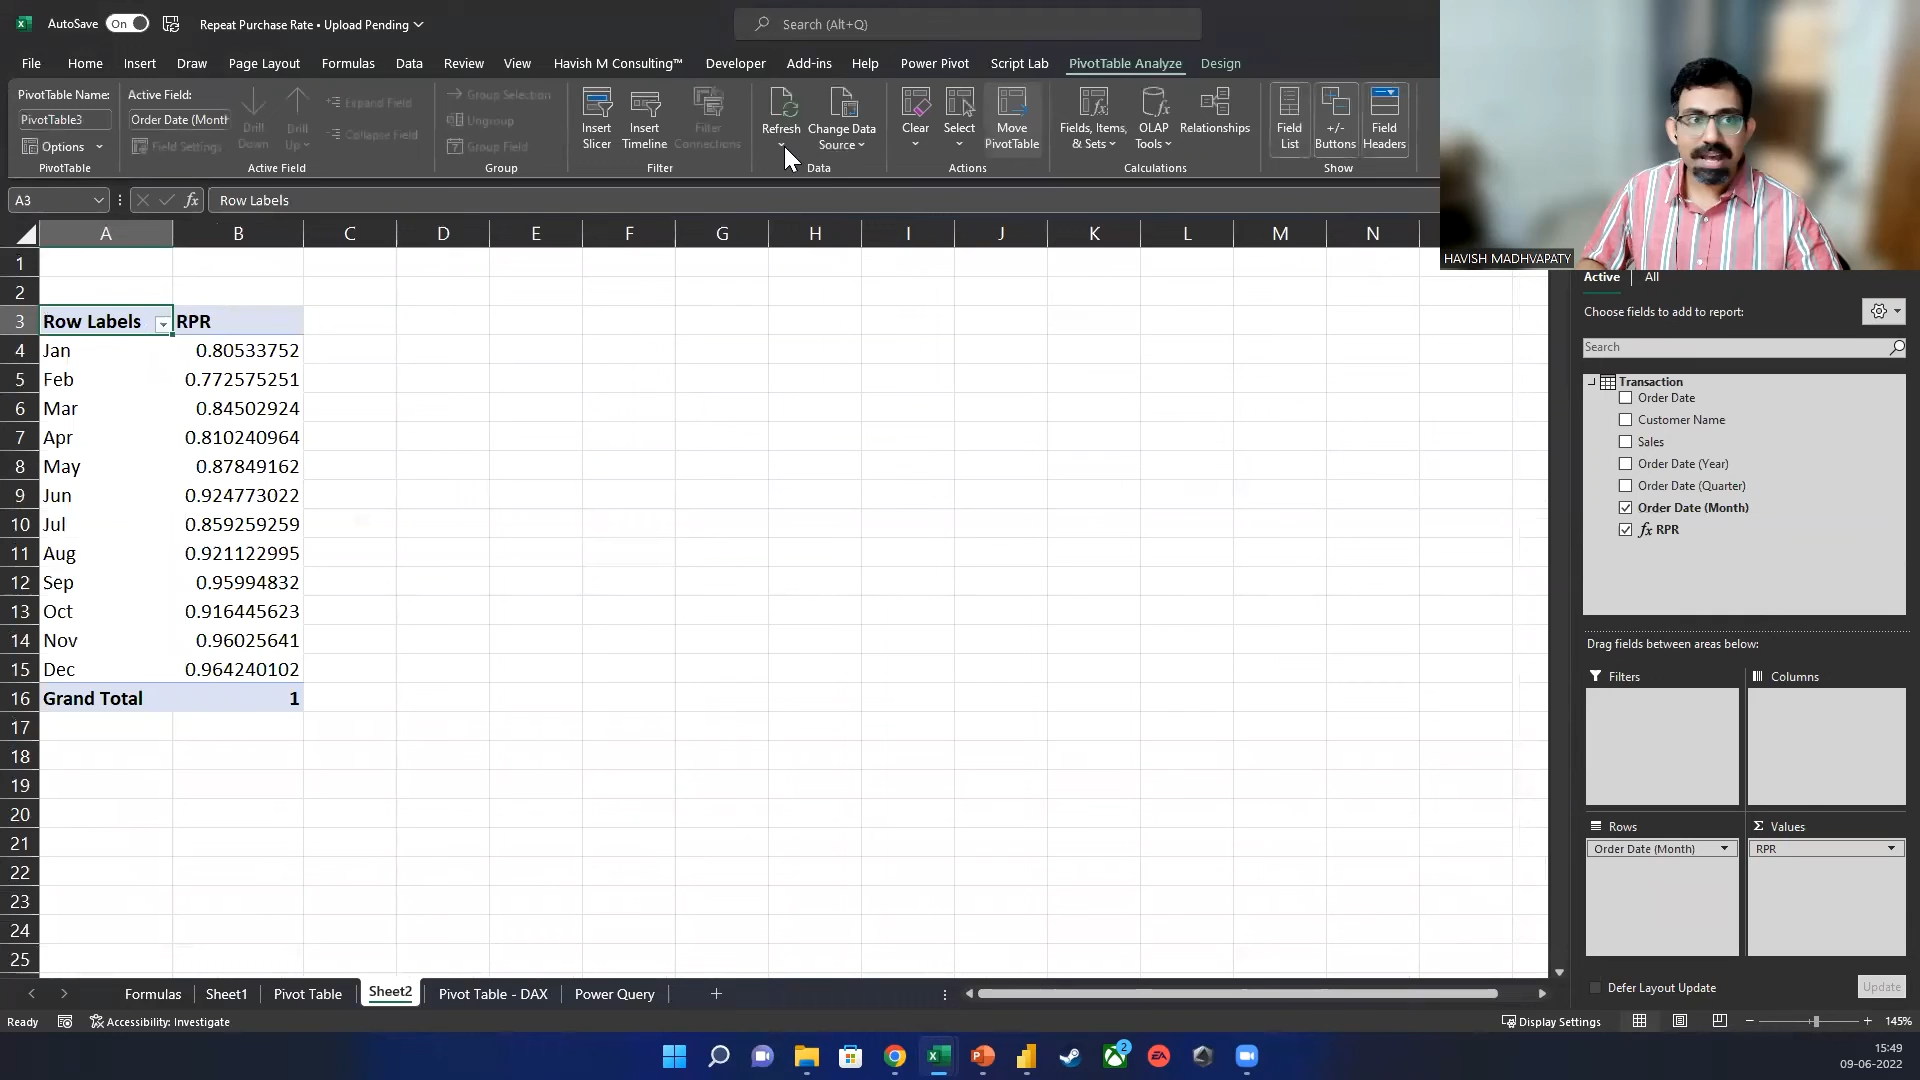 AutoSave On Repeat Purchase Rate • Upload Pending Search (Alt+Q)
File Home Insert Draw Page Layout Formulas Data Review View Havish M Consulting™ Developer Add-ins Help Power Pivot Script Lab PivotTable Analyze Design
PivotTable Name:
PivotTable3
Options
PivotTable
Active Field:
Order Date (Month
Field Settings
Drill Down
Drill Up
Expand Field
Collapse Field
Active Field
Group Selection
Ungroup
Group Field
Group
Insert Slicer
Insert Timeline
Filter Connections
Filter
Refresh
Change Data Source
Data
Clear
Select
Move PivotTable
Actions
Fields, Items, & Sets
OLAP Tools
Relationships
Calculations
Field List
+/- Buttons
Field Headers
Show
A3 fx Row Labels
HAVISH MADHVAPATY
A B C D E F G H I J K L M N
1
2
3 Row Labels RPR
4 Jan 0.80533752
5 Feb 0.772575251
6 Mar 0.84502924
7 Apr 0.810240964
8 May 0.87849162
9 Jun 0.924773022
10 Jul 0.859259259
11 Aug 0.921122995
12 Sep 0.95994832
13 Oct 0.916445623
14 Nov 0.96025641
15 Dec 0.964240102
16 Grand Total 1
17
18
19
20
21
22
23
24
25
Active All
Choose fields to add to report:
Search
Transaction
Order Date
Customer Name
Sales
Order Date (Year)
Order Date (Quarter)
Order Date (Month)
fx RPR
Drag fields between areas below:
Filters Columns
Rows Σ Values
Order Date (Month) RPR
Defer Layout Update Update
Formulas Sheet1 Pivot Table Sheet2 Pivot Table - DAX Power Query
Ready Accessibility: Investigate Display Settings 145%
2
15:49
09-06-2022